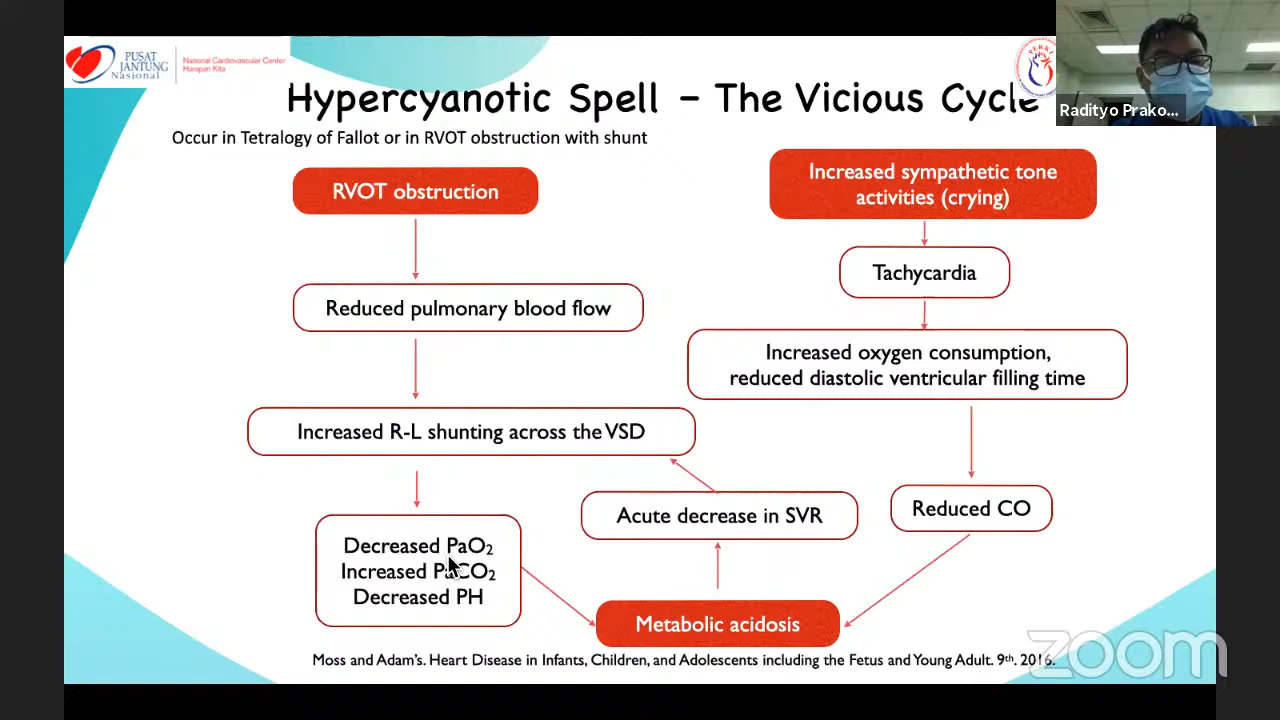 PUSAT
JANTUNG
Nasional
National Cardiovascular Center
Harapan Kita
PERKI
Radityo Prako...
Hypercyanotic Spell – The Vicious Cycle
Occur in Tetralogy of Fallot or in RVOT obstruction with shunt
RVOT obstruction
Reduced pulmonary blood flow
Increased R-L shunting across the VSD
Decreased PaO₂
Increased PaCO₂
Decreased PH
Increased sympathetic tone
activities (crying)
Tachycardia
Increased oxygen consumption,
reduced diastolic ventricular filling time
Reduced CO
Acute decrease in SVR
Metabolic acidosis
Moss and Adam's. Heart Disease in Infants, Children, and Adolescents including the Fetus and Young Adult. 9ᵗʰ. 2016.
zoom